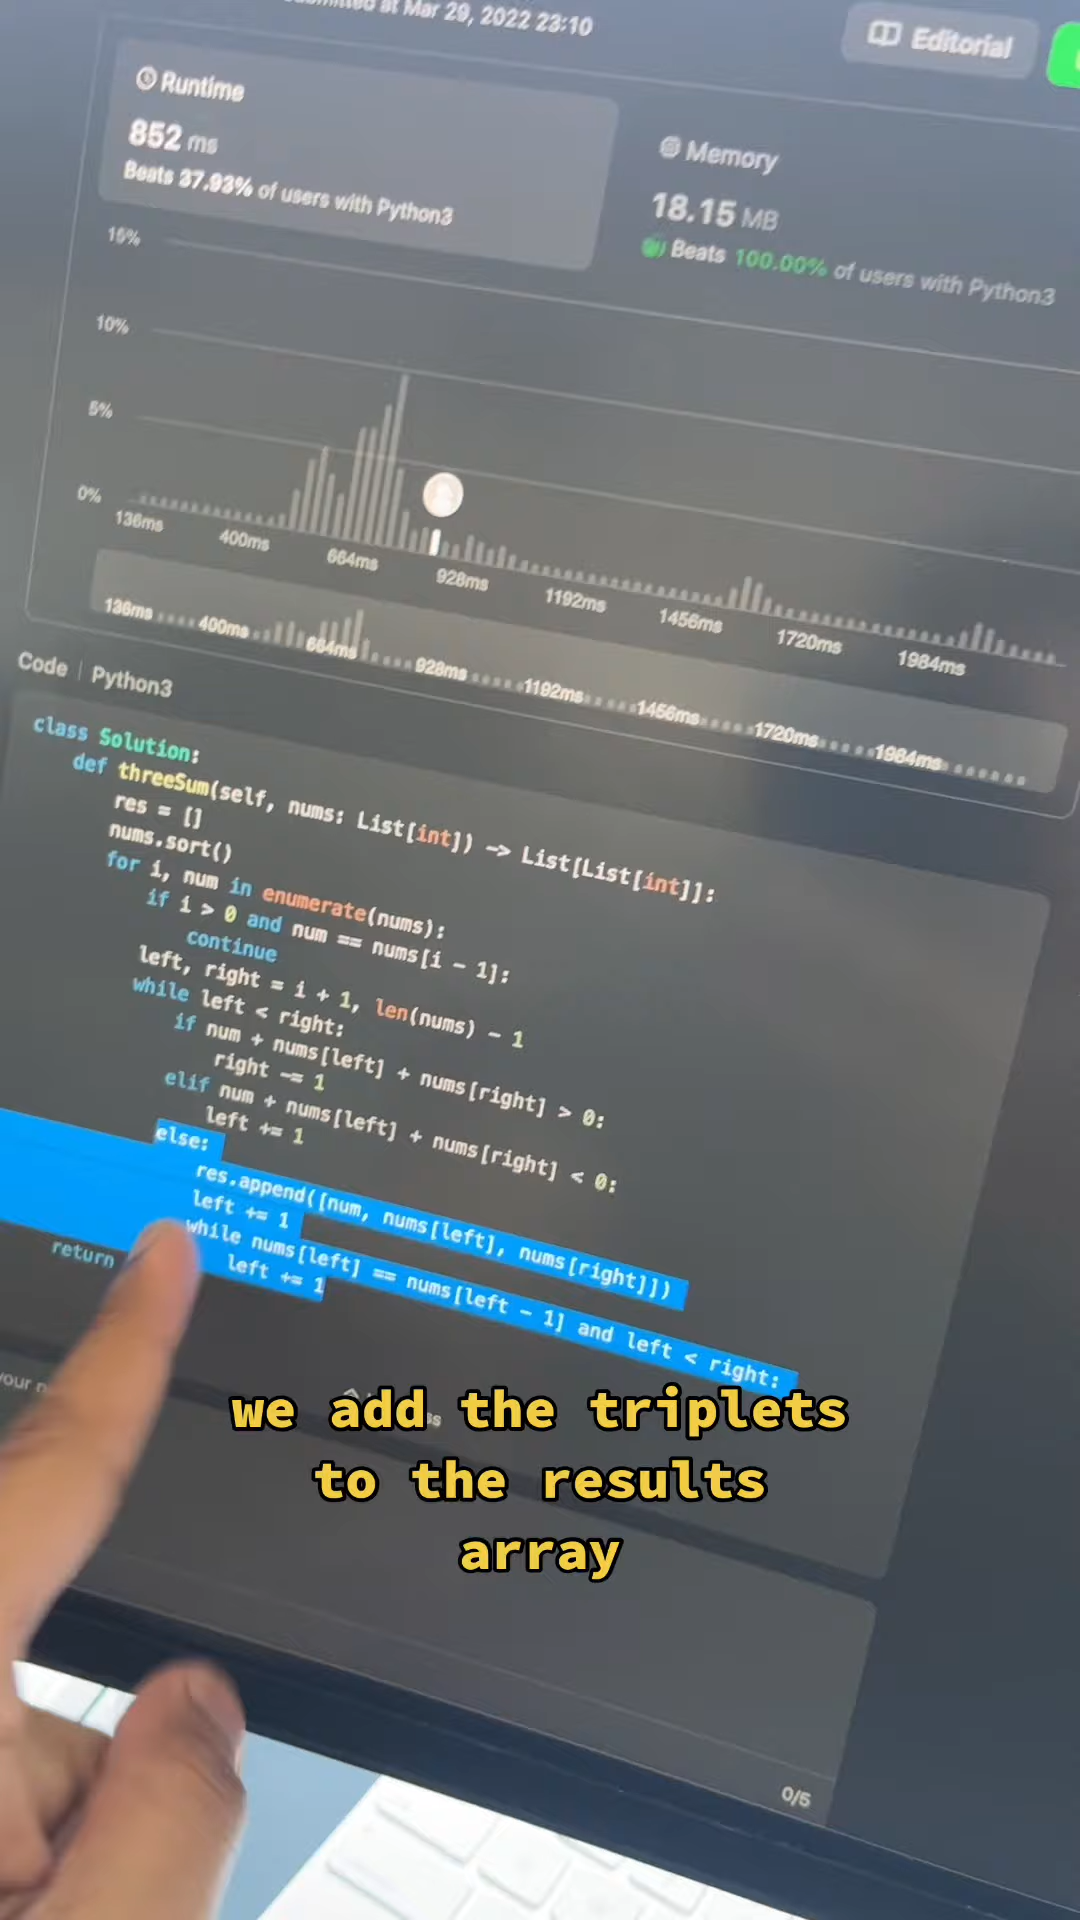 at Mar 29, 2022 23:10
Editorial
Runtime
852 ms
Beats 37.93% of users with Python3
Memory
18.15 MB
Beats 100.00% of users with Python3
15%
10%
5%
0%
136ms 400ms 664ms 928ms 1192ms 1456ms 1720ms 1984ms
136ms 400ms 664ms 928ms 1192ms 1456ms 1720ms 1984ms
Code | Python3
class Solution:
def threeSum(self, nums: List[int]) -> List[List[int]]:
res = []
nums.sort()
for i, num in enumerate(nums):
if i > 0 and num == nums[i - 1]:
continue
left, right = i + 1, len(nums) - 1
while left < right:
if num + nums[left] + nums[right] > 0:
right -= 1
elif num + nums[left] + nums[right] < 0:
left += 1
else:
res.append([num, nums[left], nums[right]])
left += 1
while nums[left] == nums[left - 1] and left < right:
left += 1
return
your
we add the triplets
to the results
array
0/5